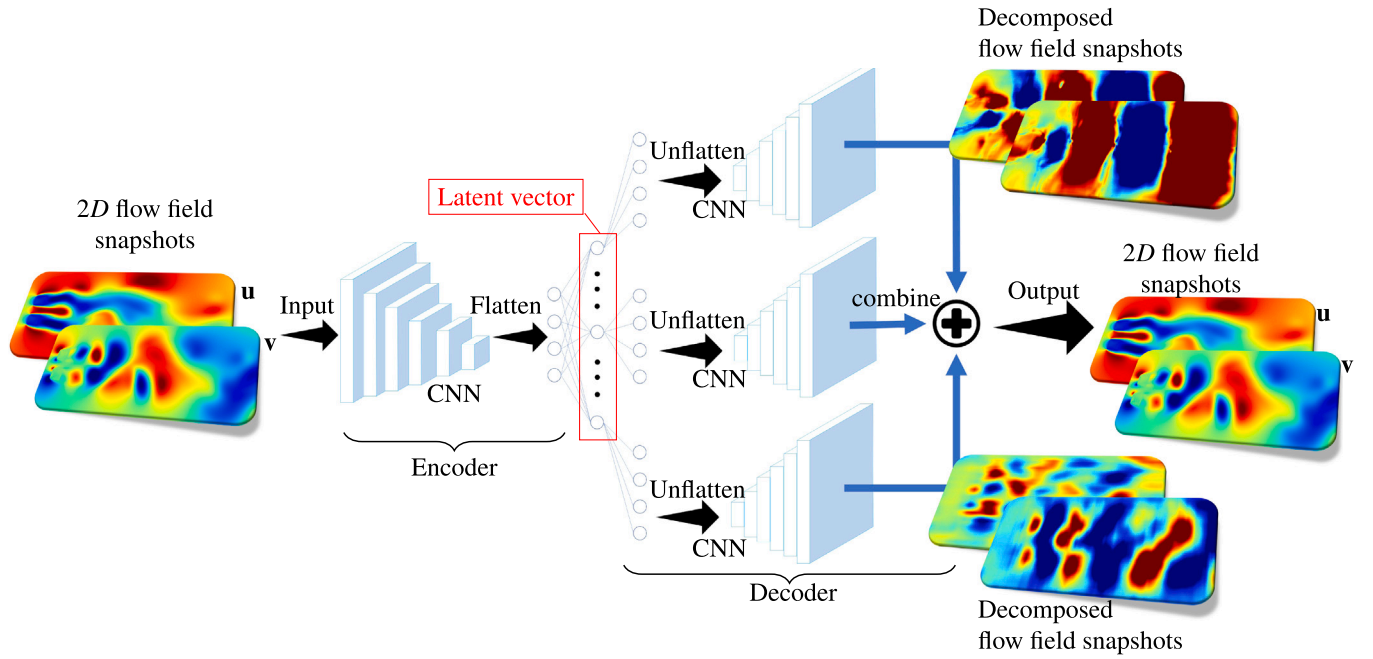 Decomposed
flow field snapshots
Unflatten
CNN
Latent vector
2D flow field
snapshots
u
v
Input
CNN
Flatten
Encoder
Unflatten
CNN
combine
Output
2D flow field
snapshots
u
v
Unflatten
CNN
Decoder
Decomposed
flow field snapshots